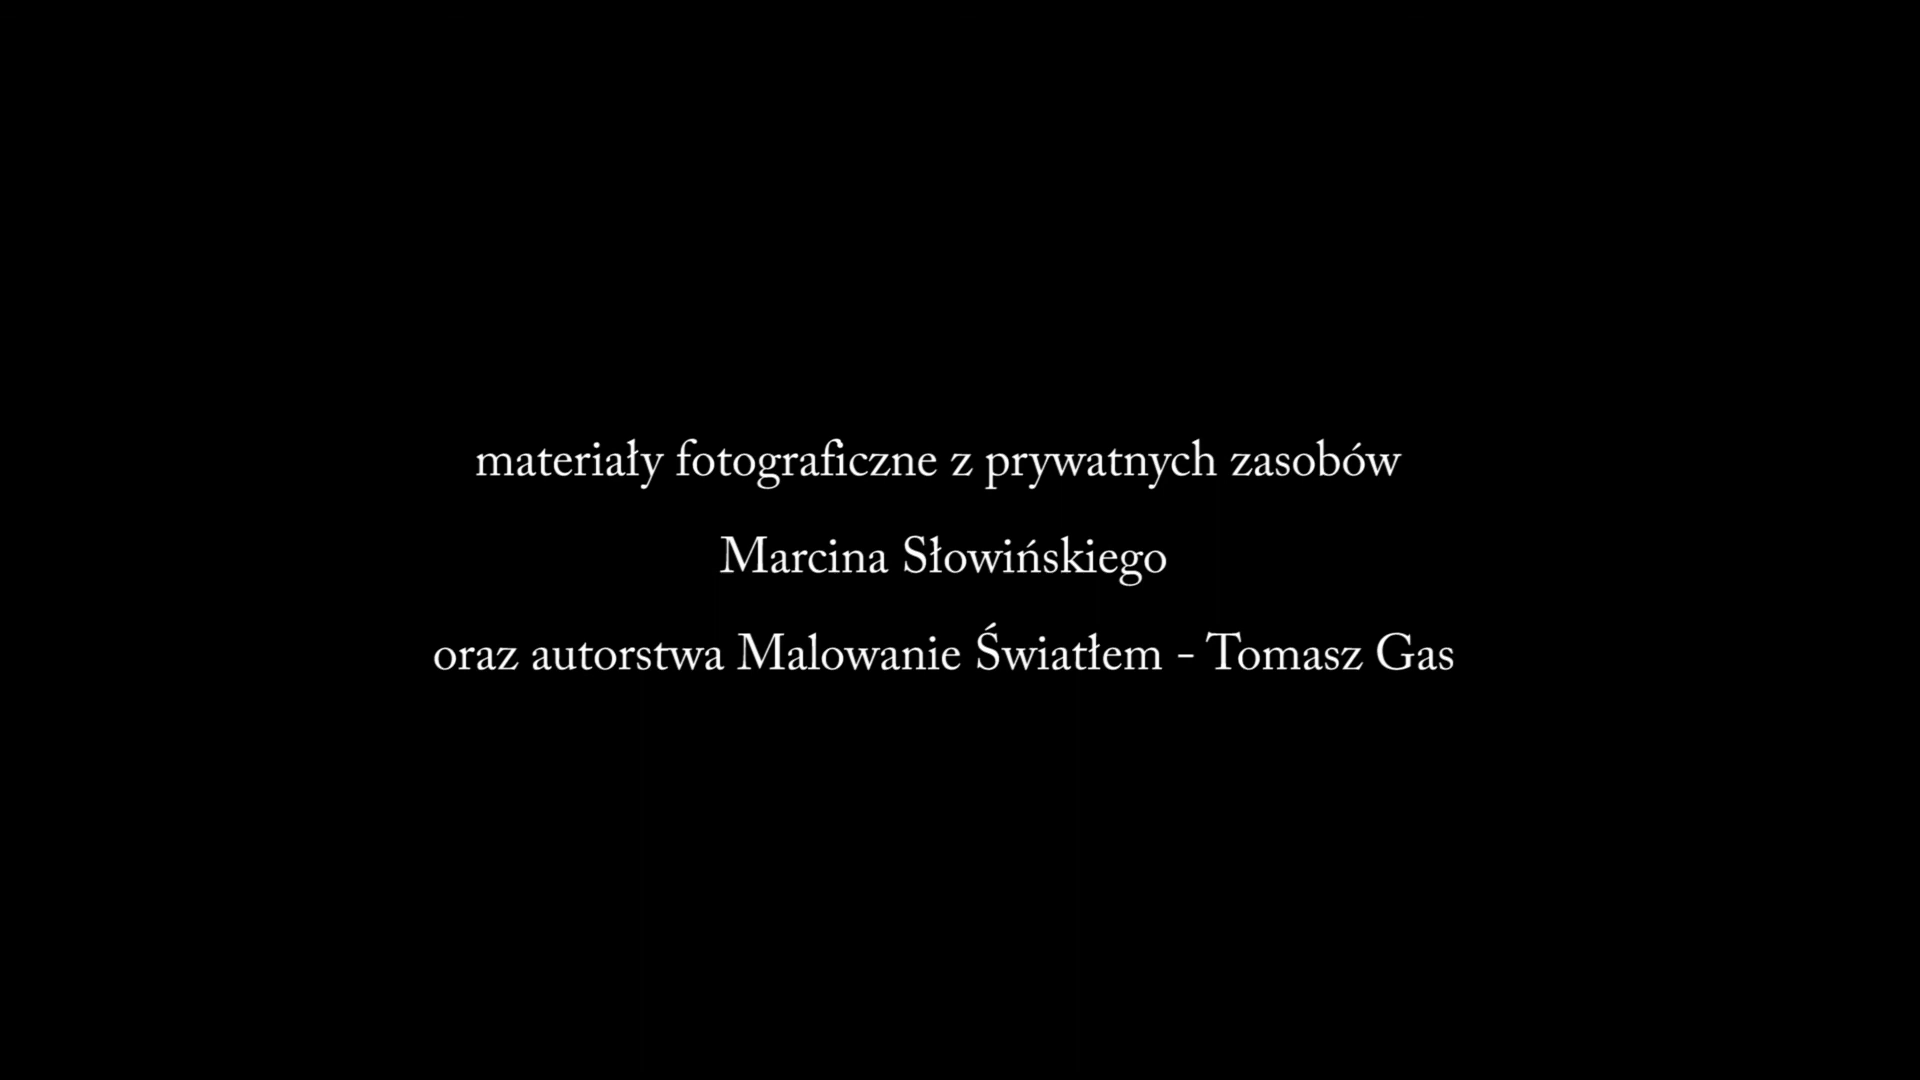 materiały fotograficzne z prywatnych zasobów
Marcina Słowińskiego
oraz autorstwa Malowanie Światłem - Tomasz Gas